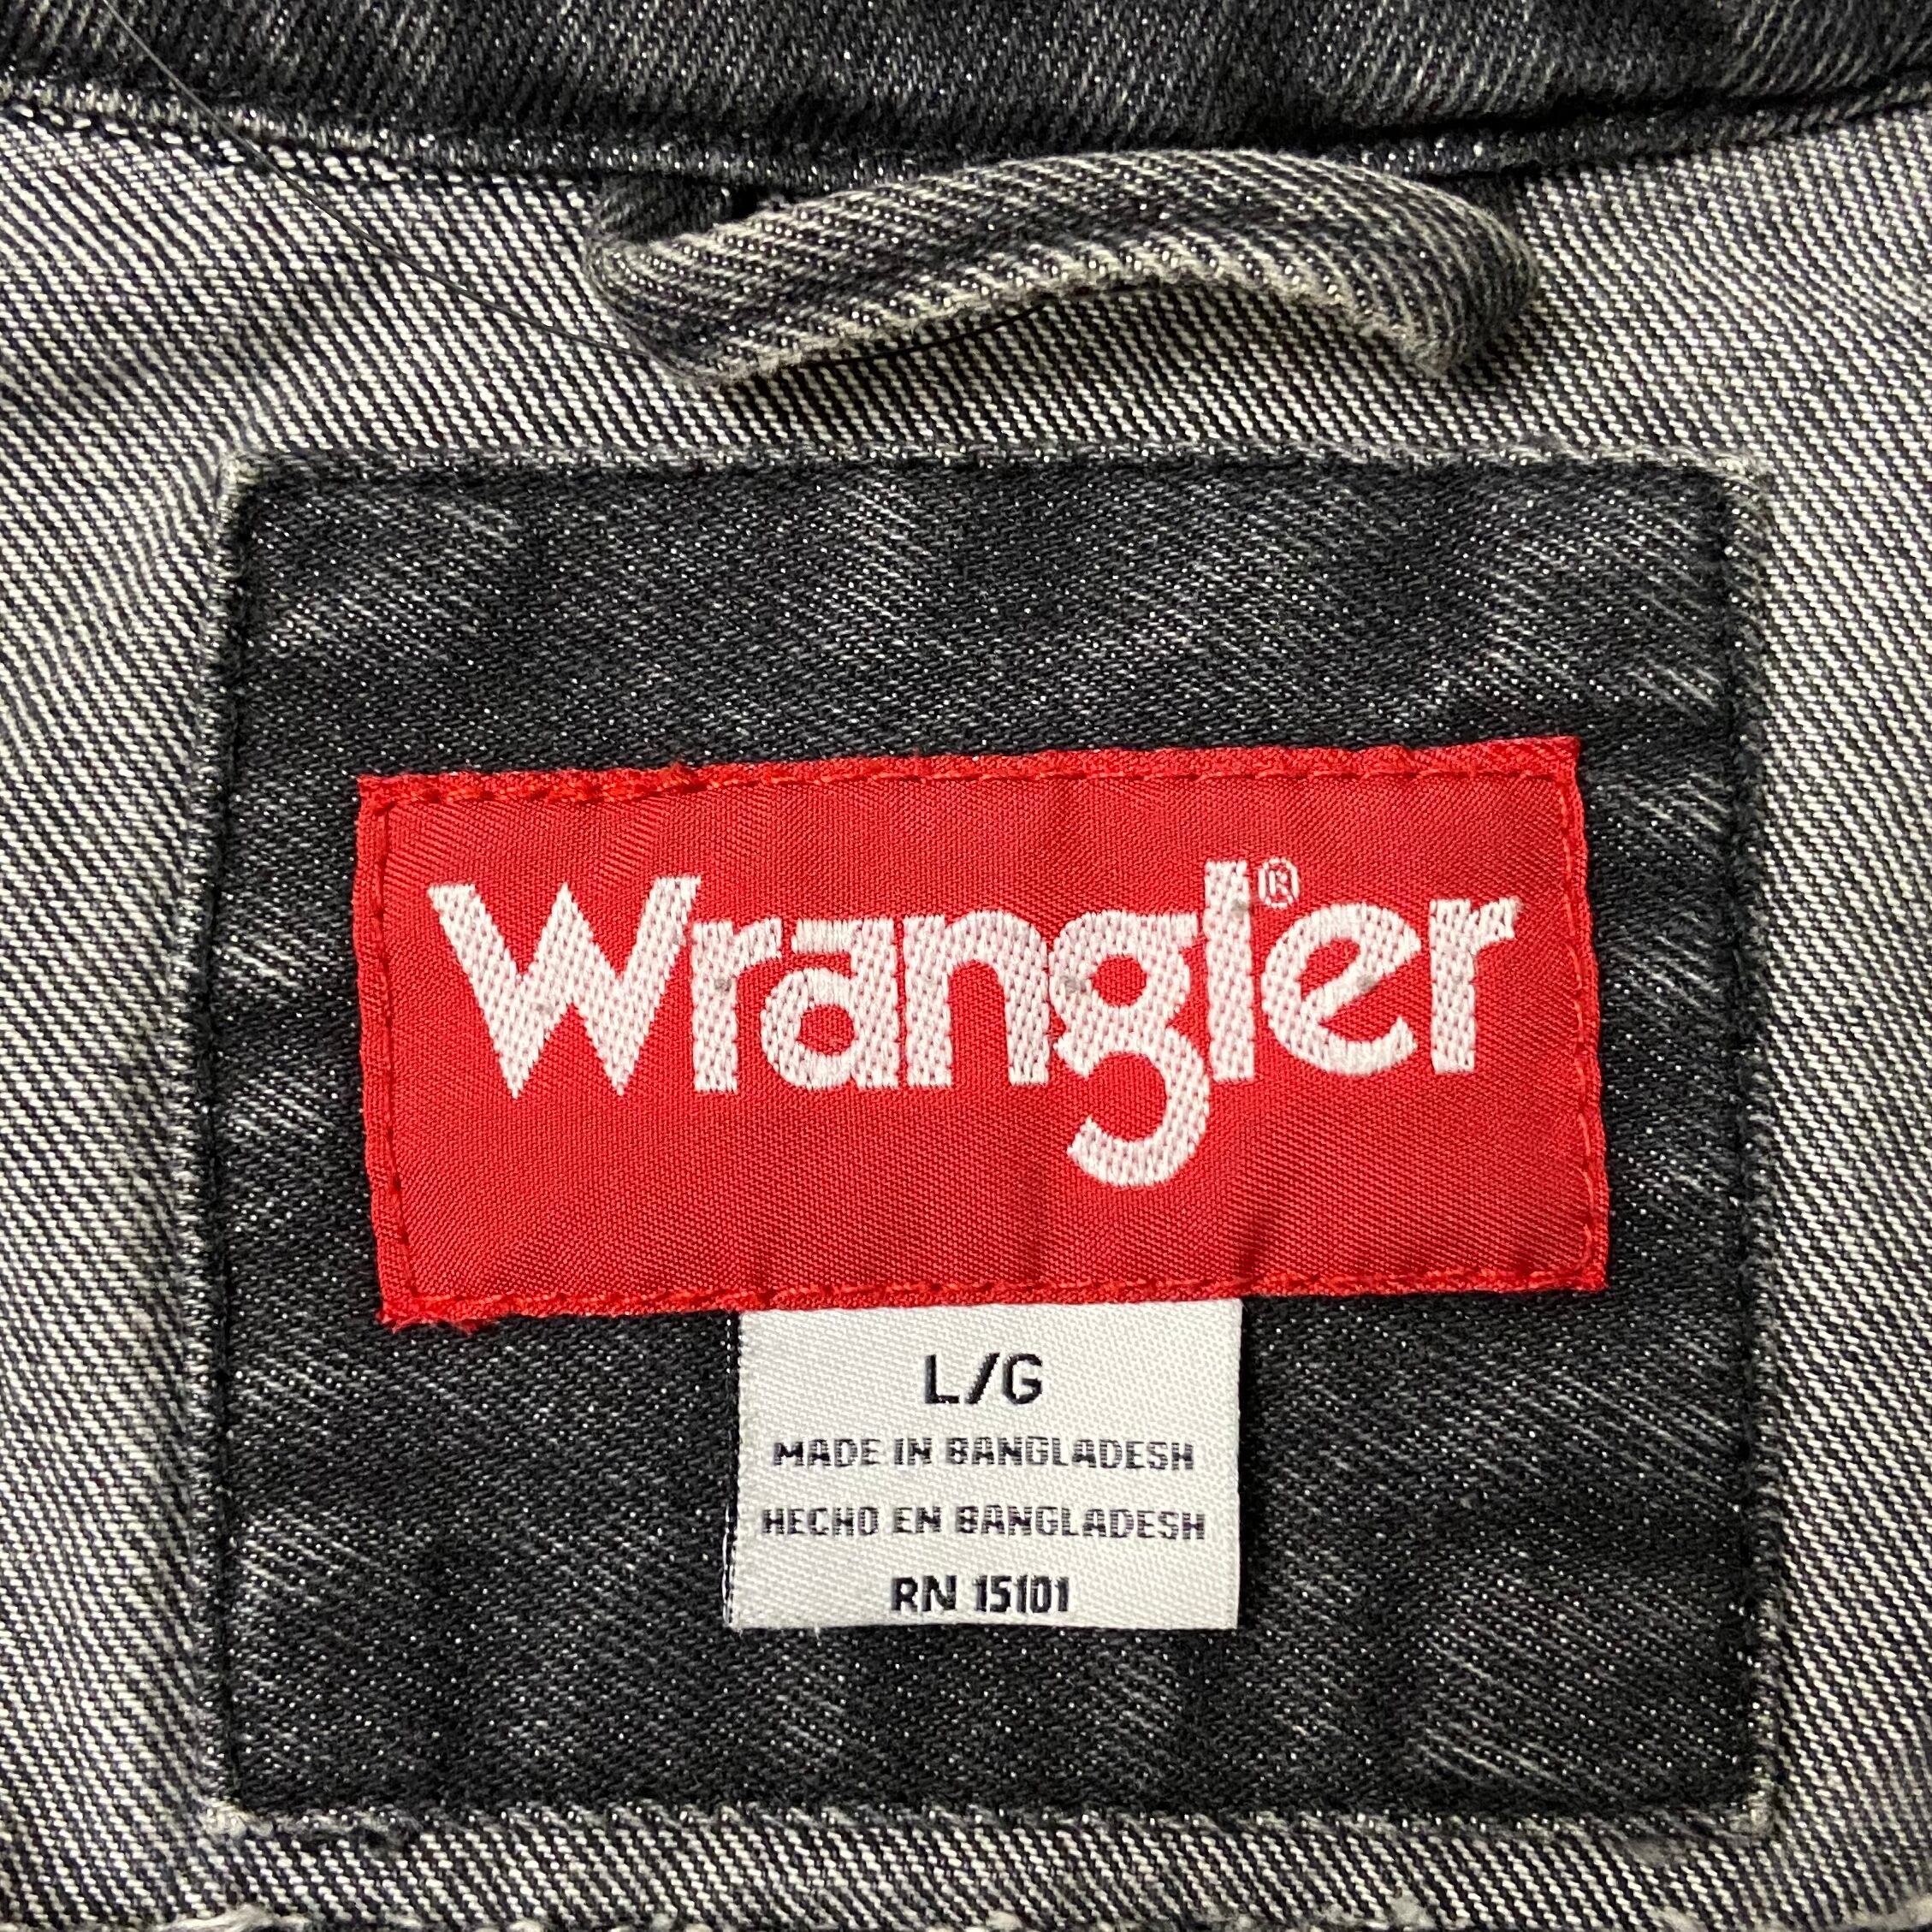 Wrangler®
L/G
MADE IN BANGLADESH
HECHO EN BANGLADESH
RN 15101